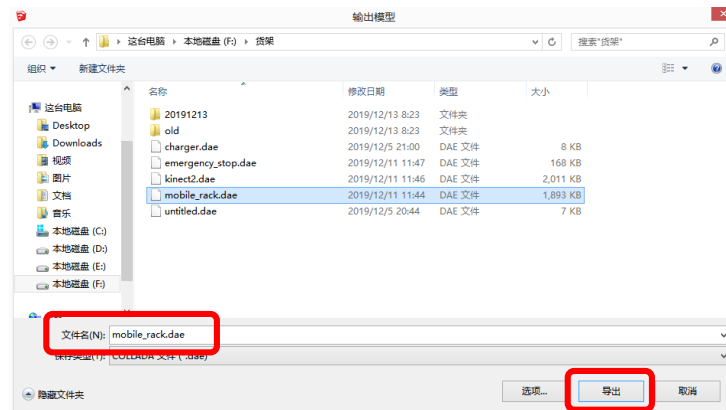 输出模型
这台电脑 ▸ 本地磁盘 (F:) ▸ 货架
搜索"货架"
组织 新建文件夹
名称 修改日期 类型 大小
这台电脑
Desktop
Downloads
视频
图片
文档
音乐
本地磁盘 (C:)
本地磁盘 (D:)
本地磁盘 (E:)
本地磁盘 (F:)
20191213 2019/12/13 8:23 文件夹
old 2019/12/13 8:23 文件夹
charger.dae 2019/12/5 21:00 DAE 文件 8 KB
emergency_stop.dae 2019/12/11 11:47 DAE 文件 168 KB
kinect2.dae 2019/12/11 11:46 DAE 文件 2,011 KB
mobile_rack.dae 2019/12/11 11:44 DAE 文件 1,893 KB
untitled.dae 2019/12/5 20:44 DAE 文件 7 KB
文件名(N): mobile_rack.dae
保存类型(T): COLLADA 文件 (*.dae)
隐藏文件夹 选项... 导出 取消